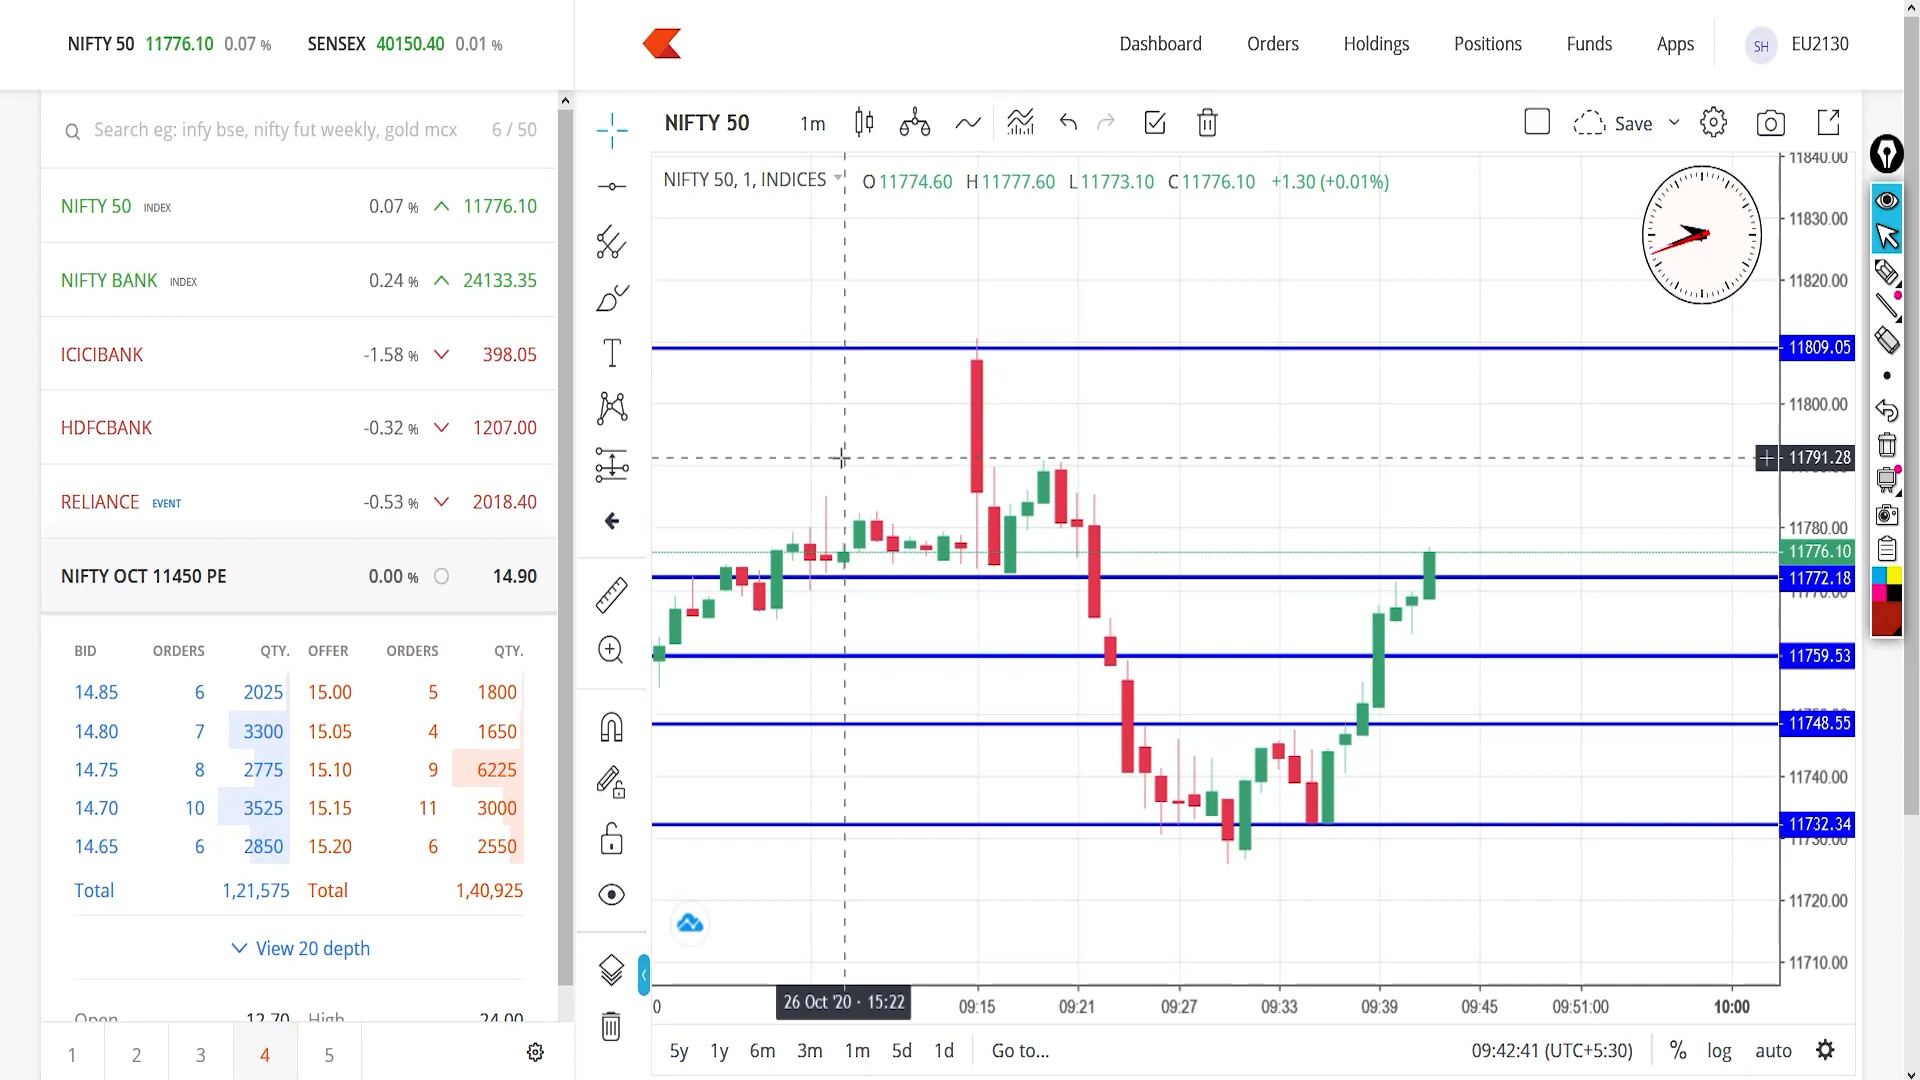 NIFTY 50 11776.10 0.07 % SENSEX 40150.40 0.01 %
Dashboard Orders Holdings Positions Funds Apps SH EU2130
Search eg: infy bse, nifty fut weekly, gold mcx 6 / 50
NIFTY 50 INDEX 0.07 % 11776.10
NIFTY BANK INDEX 0.24 % 24133.35
ICICIBANK -1.58 % 398.05
HDFCBANK -0.32 % 1207.00
RELIANCE EVENT -0.53 % 2018.40
NIFTY OCT 11450 PE 0.00 % 14.90
BID ORDERS QTY. OFFER ORDERS QTY.
14.85 6 2025 15.00 5 1800
14.80 7 3300 15.05 4 1650
14.75 8 2775 15.10 9 6225
14.70 10 3525 15.15 11 3000
14.65 6 2850 15.20 6 2550
Total 1,21,575 Total 1,40,925
View 20 depth
Open 12.70 High 24.00
1 2 3 4 5
NIFTY 50 1m Save
NIFTY 50, 1, INDICES O 11774.60 H 11777.60 L 11773.10 C 11776.10 +1.30 (+0.01%)
11840.00
11830.00
11820.00
11809.05
11800.00
11791.28
11780.00
11776.10
11772.18
11770.00
11759.53
11748.55
11740.00
11732.34
11730.00
11720.00
11710.00
0 26 Oct '20 · 15:22 09:15 09:21 09:27 09:33 09:39 09:45 09:51:00 10:00
5y 1y 6m 3m 1m 5d 1d Go to... 09:42:41 (UTC+5:30) % log auto